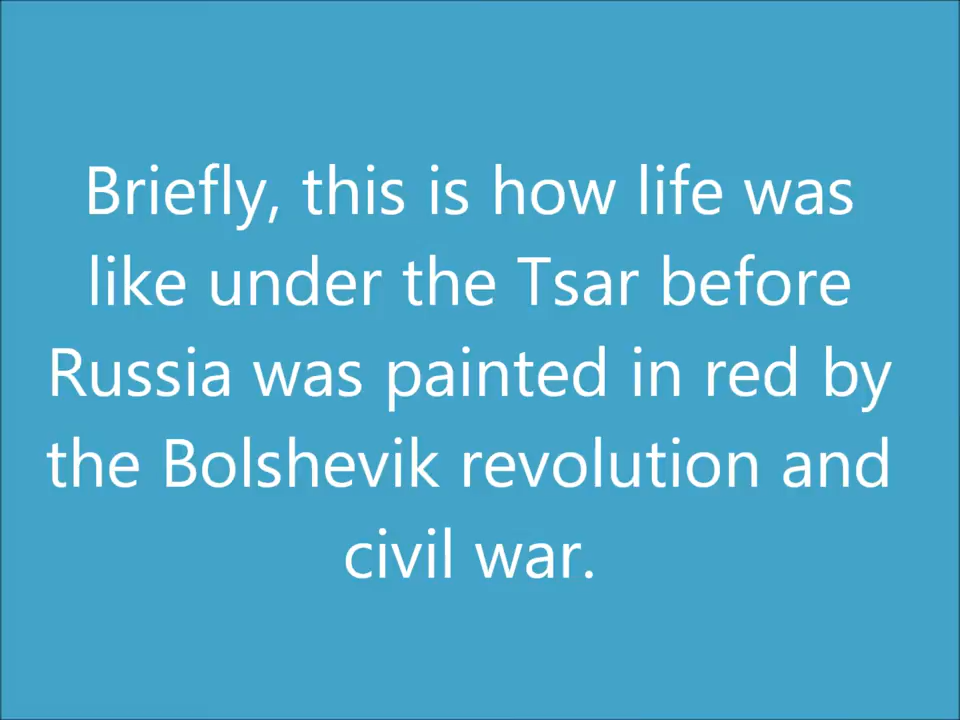 Briefly, this is how life was
like under the Tsar before
Russia was painted in red by
the Bolshevik revolution and
civil war.